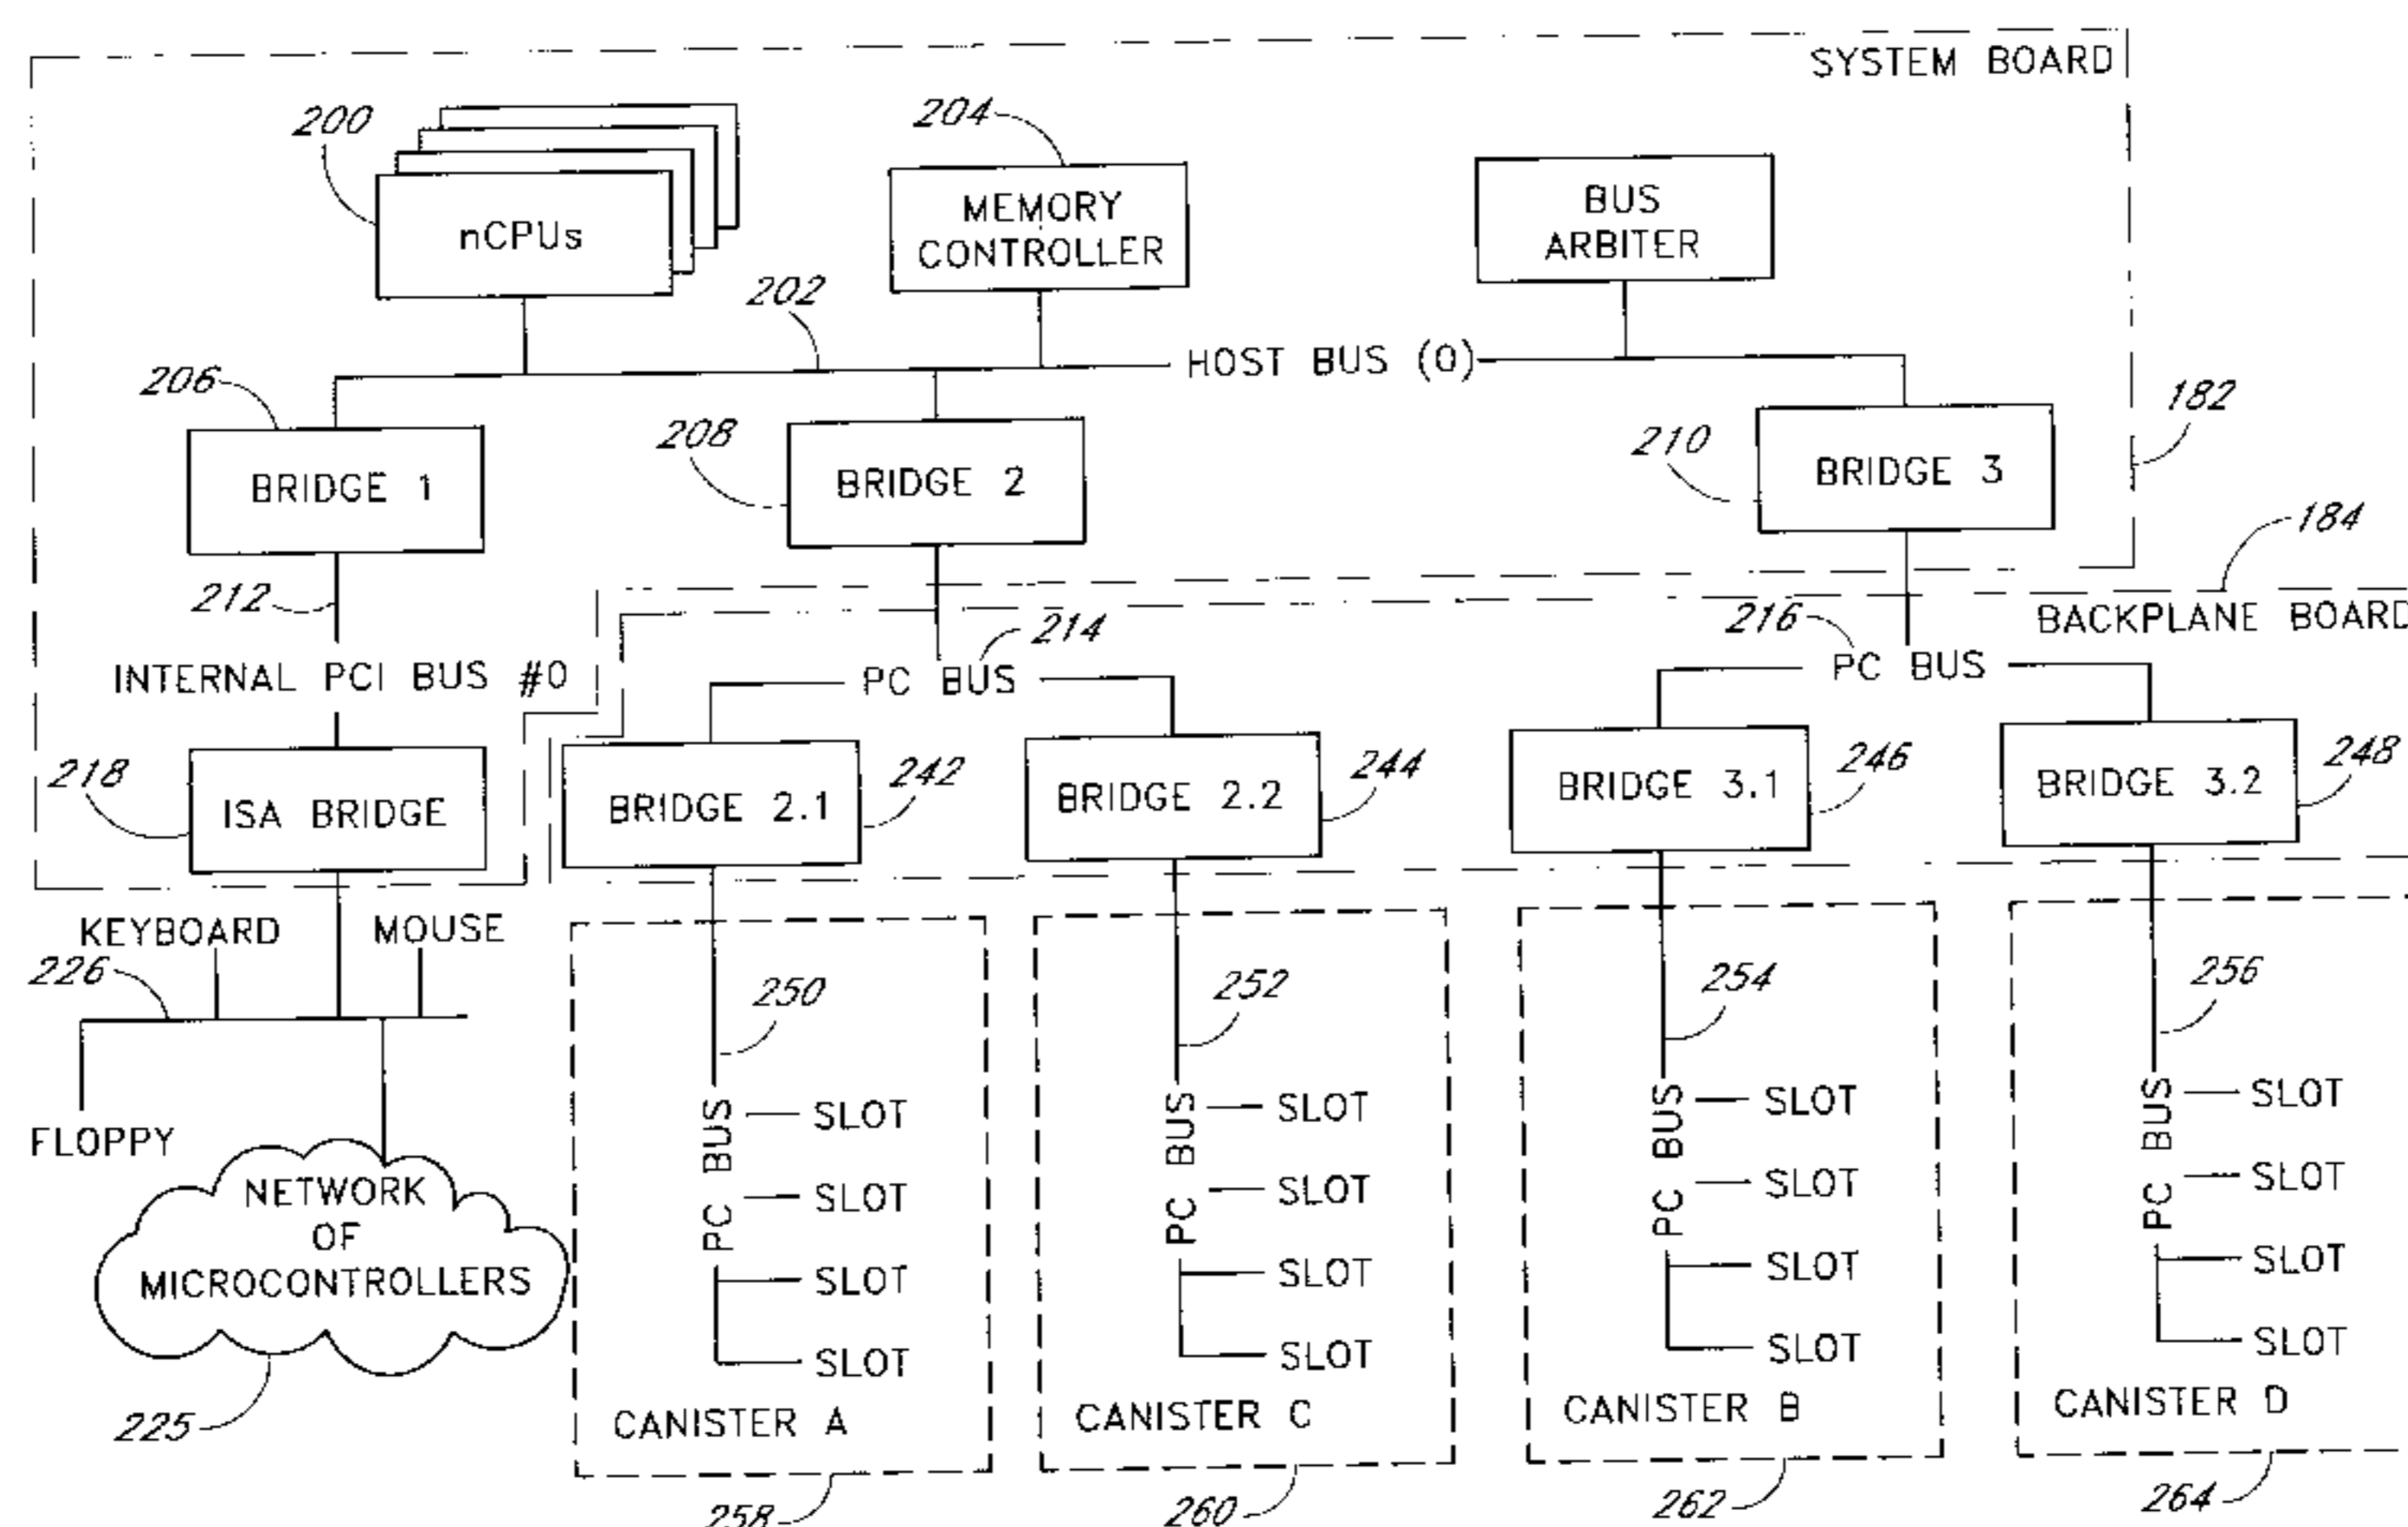 SYSTEM BOARD
200
204
nCPUs
MEMORY
CONTROLLER
BUS
ARBITER
202
HOST BUS (0)
206
182
208
210
BRIDGE 1
BRIDGE 2
BRIDGE 3
184
212
214
216
BACKPLANE BOARD
INTERNAL PCI BUS #0
PC BUS
PC BUS
218
242
244
246
248
ISA BRIDGE
BRIDGE 2.1
BRIDGE 2.2
BRIDGE 3.1
BRIDGE 3.2
KEYBOARD
MOUSE
226
250
252
254
256
FLOPPY
NETWORK
OF
MICROCONTROLLERS
225
PC BUS
SLOT
SLOT
SLOT
SLOT
CANISTER A
258
PC BUS
SLOT
SLOT
SLOT
SLOT
CANISTER C
260
PC BUS
SLOT
SLOT
SLOT
SLOT
CANISTER B
262
PC BUS
SLOT
SLOT
SLOT
SLOT
CANISTER D
264